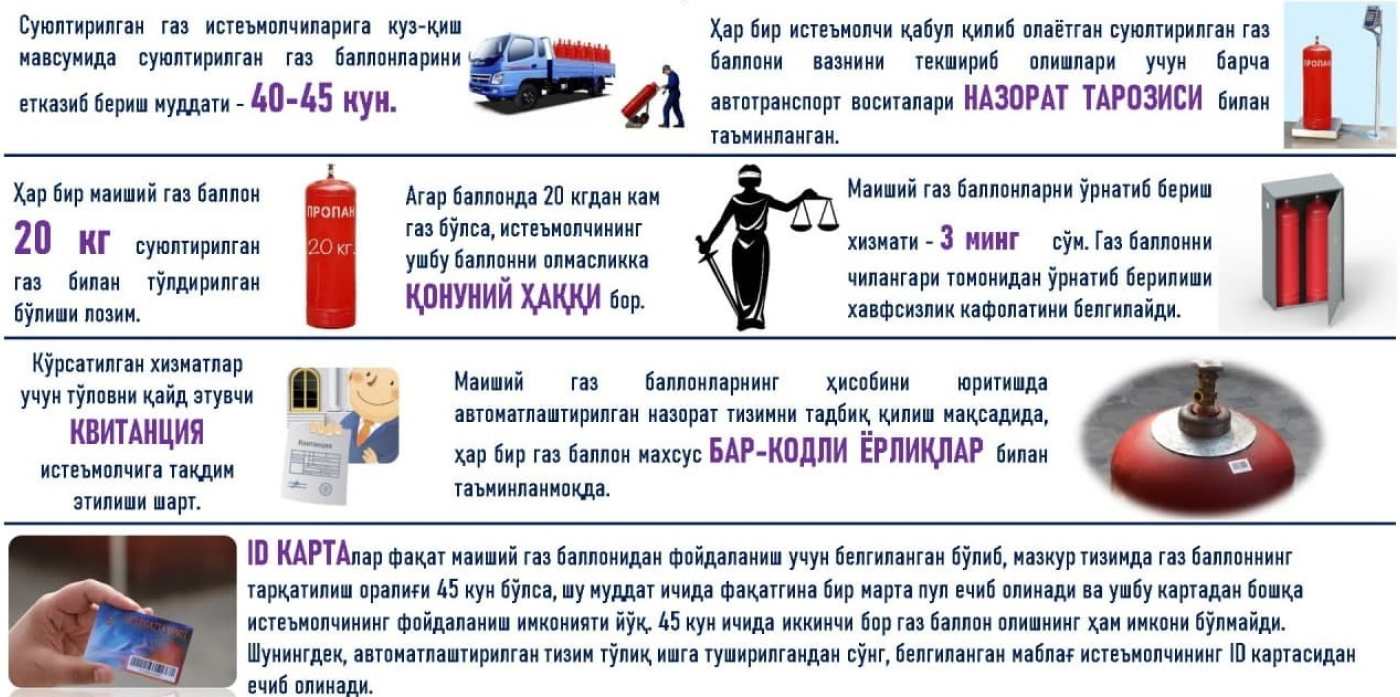 Суюлтирилган газ истеъмолчиларига куз-қиш
мавсумида суюлтирилган газ баллонларини
етказиб бериш муддати - 40-45 кун.
Ҳар бир истеъмолчи қабул қилиб олаётган суюлтирилган газ
баллони вазнини текшириб олишлари учун барча
автотранспорт воситалари НАЗОРАТ ТАРОЗИСИ билан
таъминланган.
ПРОПАН
Ҳар бир маиший газ баллон
20 кг суюлтирилган
газ билан тўлдирилган
бўлиши лозим.
ПРОПАН
20 кг.
Агар баллонда 20 кгдан кам
газ бўлса, истеъмолчининг
ушбу баллонни олмасликка
ҚОНУНИЙ ҲАҚҚИ бор.
Маиший газ баллонларни ўрнатиб бериш
хизмати - 3 минг сўм. Газ баллонни
чилангари томонидан ўрнатиб берилиши
хавфсизлик кафолатини белгилайди.
Кўрсатилган хизматлар
учун тўловни қайд этувчи
КВИТАНЦИЯ
истеъмолчига тақдим
этилиши шарт.
Квитанция
Маиший газ баллонларнинг ҳисобини юритишда
автоматлаштирилган назорат тизимни тадбиқ қилиш мақсадида,
ҳар бир газ баллон махсус БАР-КОДЛИ ЁРЛИҚЛАР билан
таъминланмоқда.
ID КАРТАлар фақат маиший газ баллонидан фойдаланиш учун белгиланган бўлиб, мазкур тизимда газ баллоннинг
тарқатилиш оралиғи 45 кун бўлса, шу муддат ичида фақатгина бир марта пул ечиб олинади ва ушбу картадан бошқа
истеъмолчининг фойдаланиш имконияти йўқ. 45 кун ичида иккинчи бор газ баллон олишнинг ҳам имкони бўлмайди.
Шунингдек, автоматлаштирилган тизим тўлиқ ишга туширилгандан сўнг, белгиланган маблағ истеъмолчининг ID картасидан
ечиб олинади.